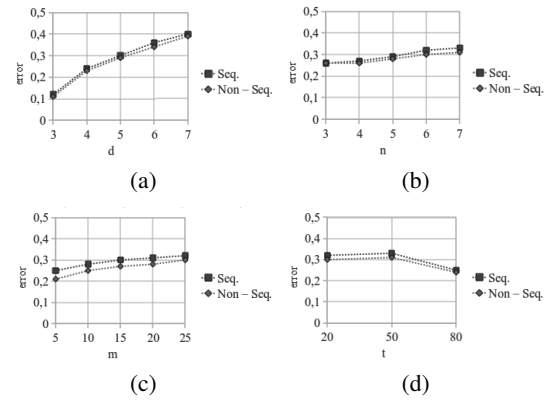 0,5
0,4
0,3
0,2
0,1
0
error
3 4 5 6 7
d
Seq.
Non – Seq.
(a)
0,5
0,4
0,3
0,2
0,1
0
error
3 4 5 6 7
n
Seq.
Non – Seq.
(b)
0,5
0,4
0,3
0,2
0,1
0
error
5 10 15 20 25
m
Seq.
Non – Seq.
(c)
0,5
0,4
0,3
0,2
0,1
0
error
20 50 80
t
Seq.
Non – Seq.
(d)